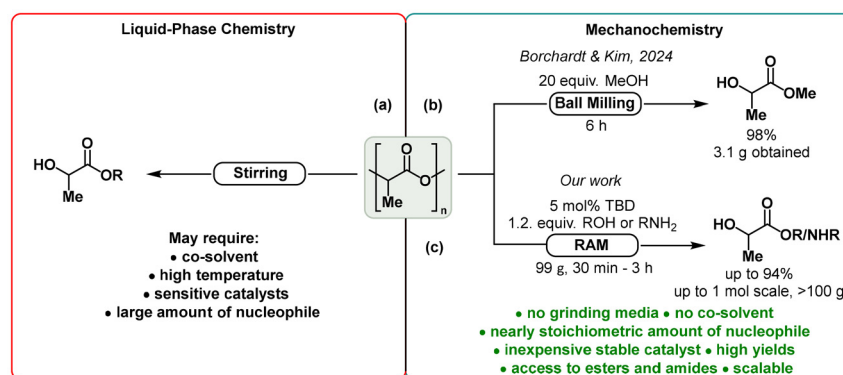 Liquid-Phase Chemistry
(a)
HO
O
OR
Me
Stirring
O
O
Me
n
May require:
• co-solvent
• high temperature
• sensitive catalysts
• large amount of nucleophile
Mechanochemistry
(b)
Borchardt & Kim, 2024
20 equiv. MeOH
Ball Milling
6 h
HO
O
OMe
Me
98%
3.1 g obtained
(c)
Our work
5 mol% TBD
1.2. equiv. ROH or RNH₂
RAM
99 g, 30 min - 3 h
HO
O
OR/NHR
Me
up to 94%
up to 1 mol scale, >100 g
• no grinding media • no co-solvent
• nearly stoichiometric amount of nucleophile
• inexpensive stable catalyst • high yields
• access to esters and amides • scalable